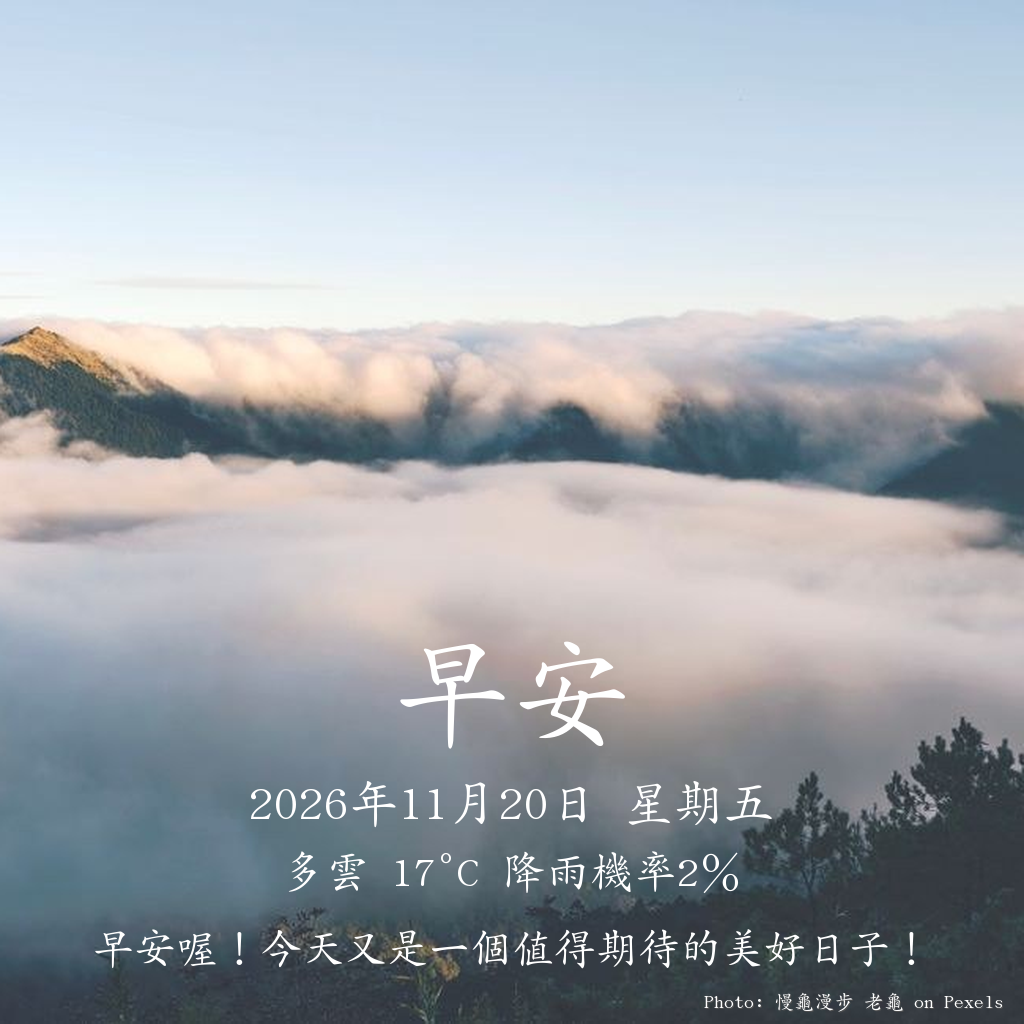 早安
2026年11月20日 星期五
多雲 17°C 降雨機率2%
早安喔！今天又是一個值得期待的美好日子！
Photo: 慢龜漫步 老龜 on Pexels